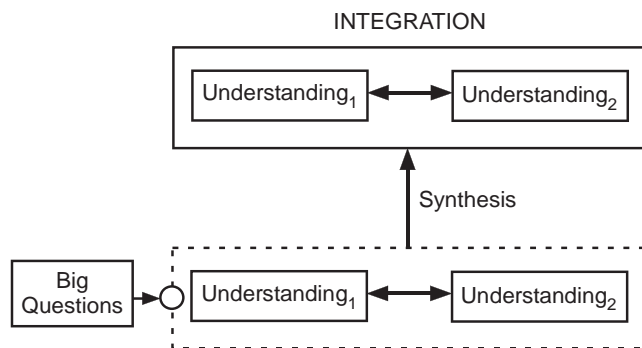 INTEGRATION
Understanding₁
Understanding₂
Synthesis
Big
Questions
Understanding₁
Understanding₂